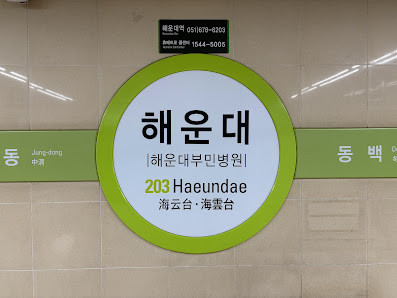 해운대역 051)678-6203
1544-5005
해운대
|해운대부민병원|
203 Haeundae
海云台·海雲台
동
Jung-dong
中洞
동백